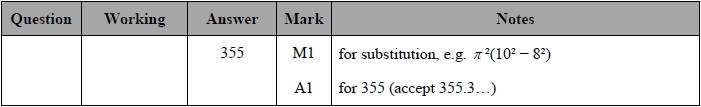 Question Working Answer Mark Notes
355 M1 for substitution, e.g. π²(10² − 8²)
A1 for 355 (accept 355.3…)